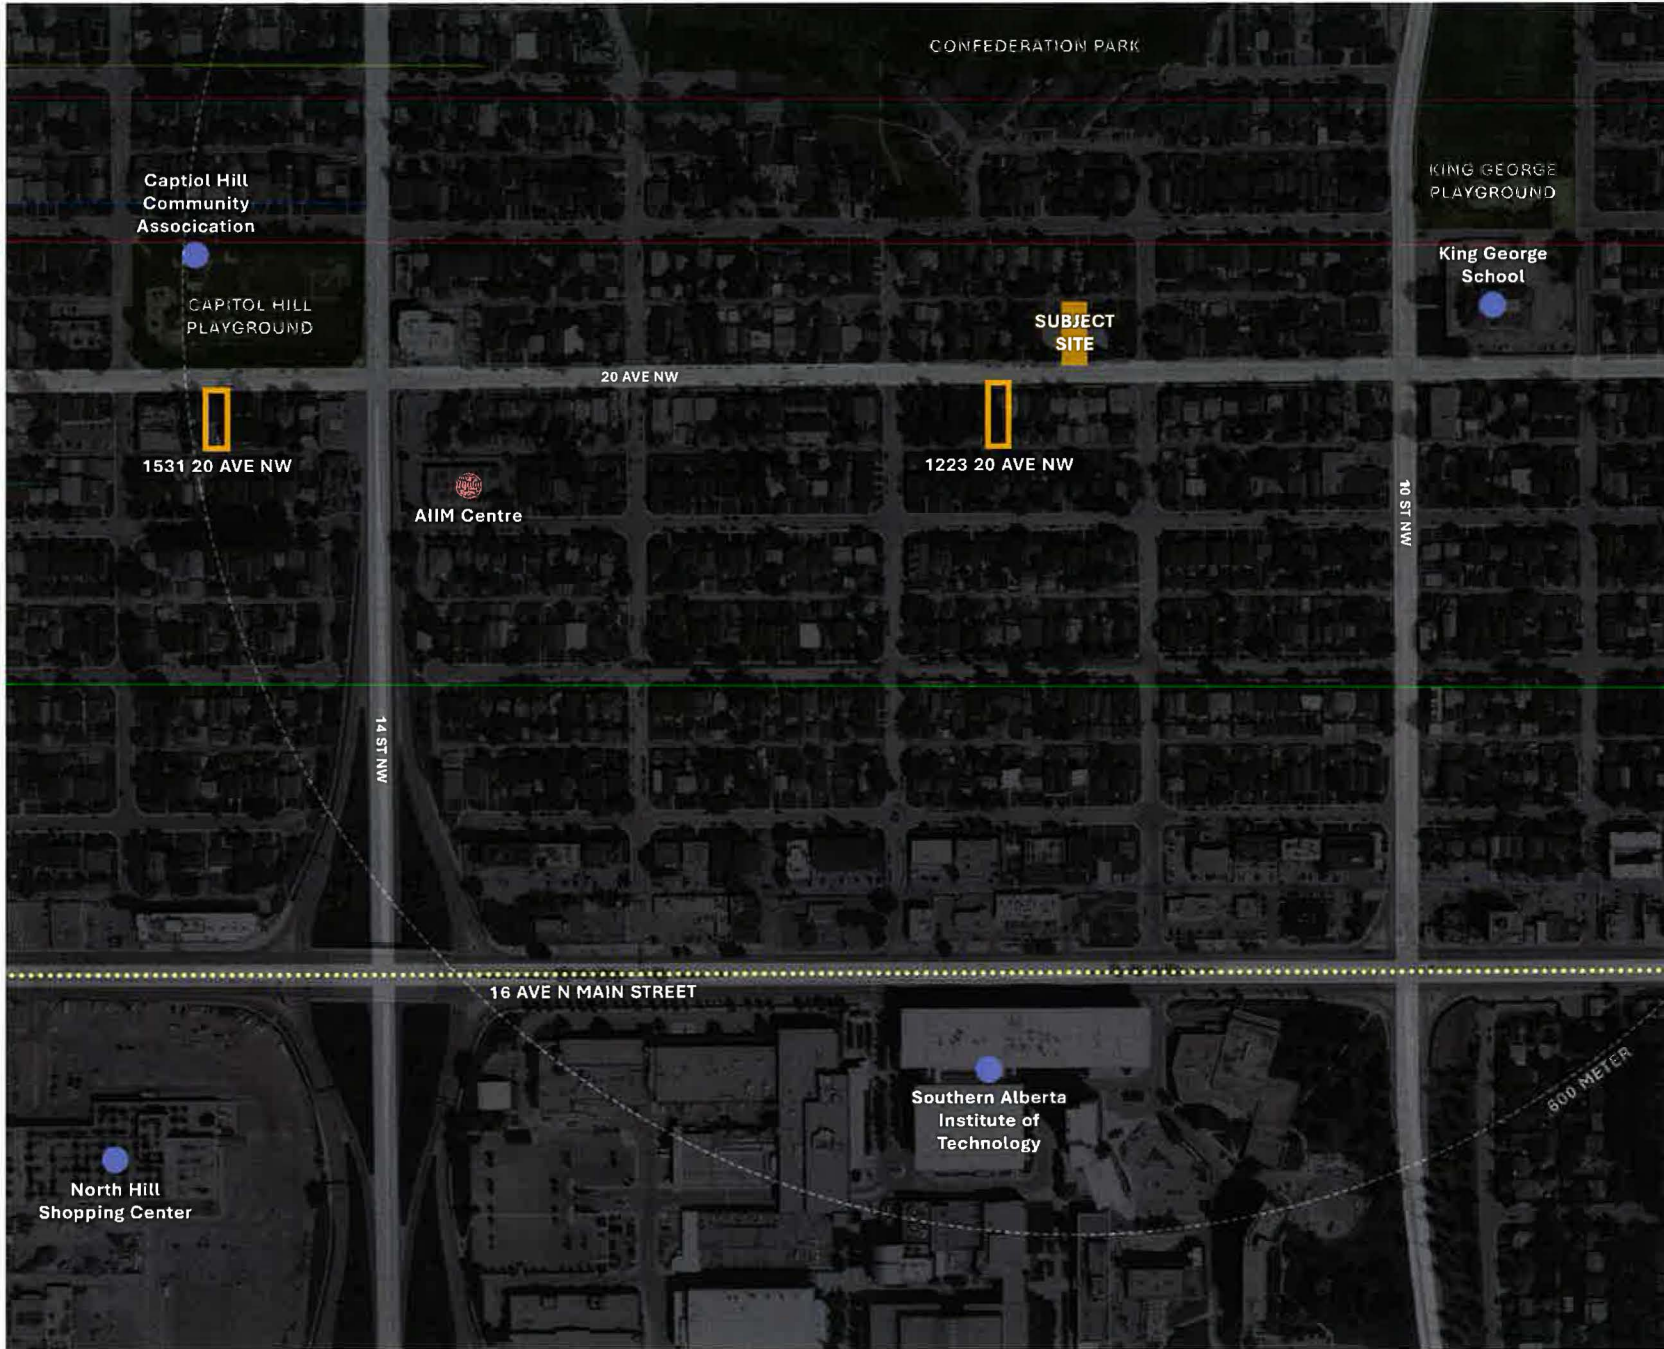 CONFEDERATION PARK
KING GEORGE
PLAYGROUND
Captiol Hill
Community
Assocication
King George
School
CAPITOL HILL
PLAYGROUND
SUBJECT
SITE
20 AVE NW
1531 20 AVE NW
1223 20 AVE NW
10 ST NW
AIIM Centre
14 ST NW
16 AVE N MAIN STREET
600 METER
Southern Alberta
Institute of
Technology
North Hill
Shopping Center